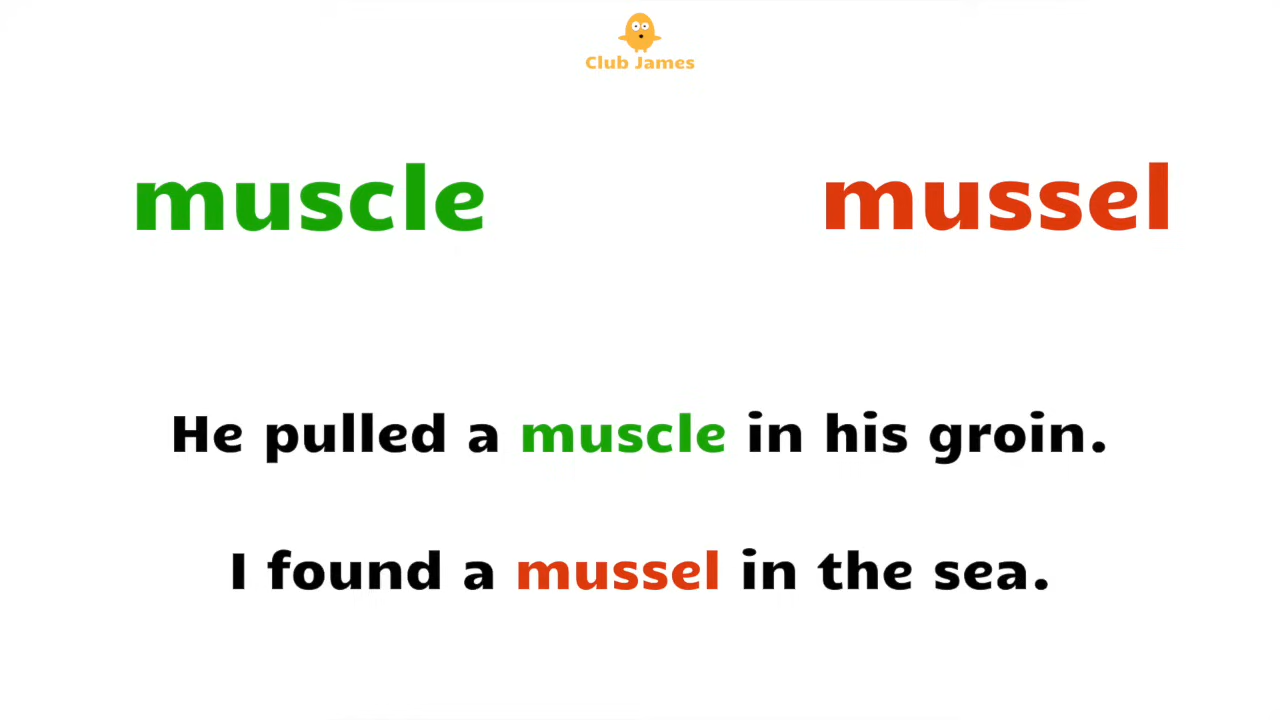 Club James
muscle mussel
He pulled a muscle in his groin.
I found a mussel in the sea.